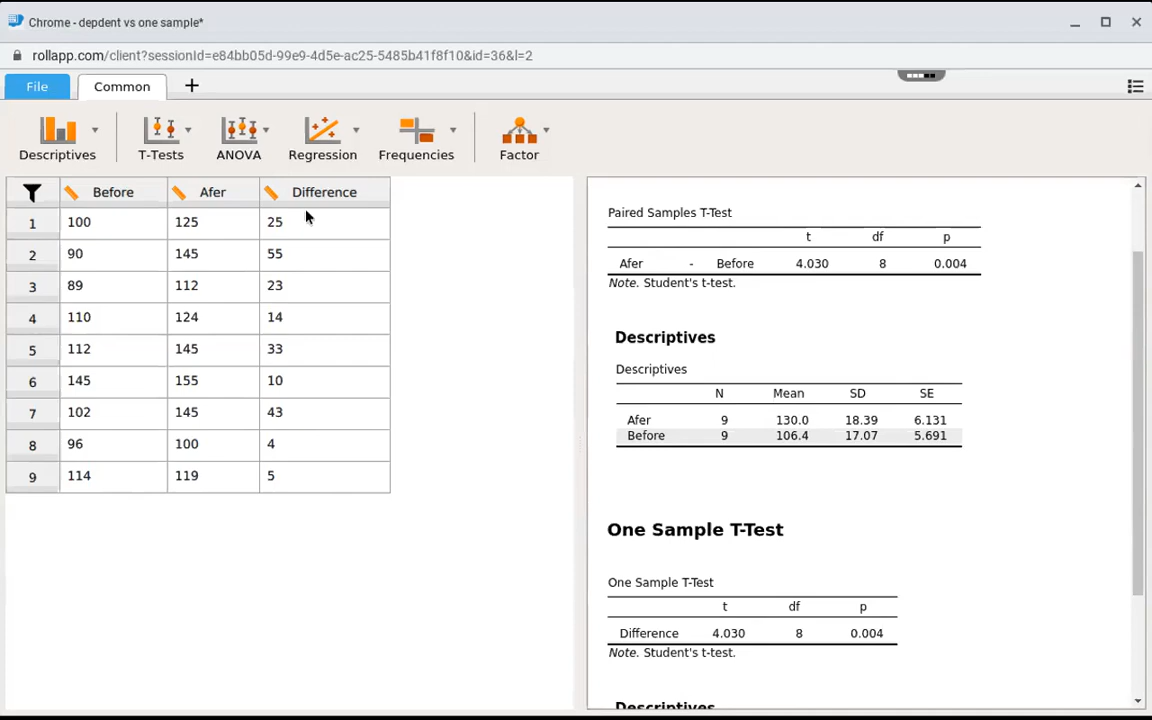 Chrome - depdent vs one sample*
rollapp.com/client?sessionId=e84bb05d-99e9-4d5e-ac25-5485b41f8f10&id=36&l=2
File Common +
Descriptives T-Tests ANOVA Regression Frequencies Factor
Before Afer Difference
1 100 125 25
2 90 145 55
3 89 112 23
4 110 124 14
5 112 145 33
6 145 155 10
7 102 145 43
8 96 100 4
9 114 119 5
Paired Samples T-Test
t df p
Afer - Before 4.030 8 0.004
Note. Student's t-test.
Descriptives
Descriptives
N Mean SD SE
Afer 9 130.0 18.39 6.131
Before 9 106.4 17.07 5.691
One Sample T-Test
One Sample T-Test
t df p
Difference 4.030 8 0.004
Note. Student's t-test.
Descriptives